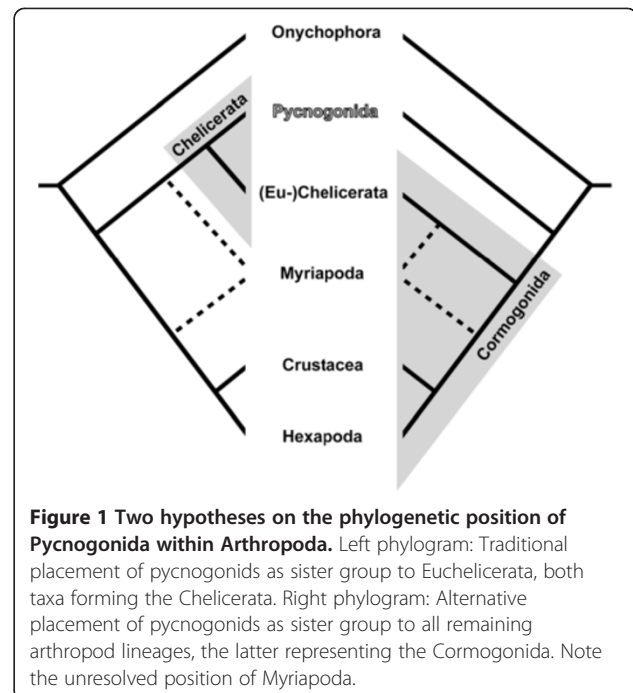 Onychophora
Chelicerata
Pycnogonida
(Eu-)Chelicerata
Myriapoda
Cormogonida
Crustacea
Hexapoda
Figure 1 Two hypotheses on the phylogenetic position of
Pycnogonida within Arthropoda. Left phylogram: Traditional
placement of pycnogonids as sister group to Euchelicerata, both
taxa forming the Chelicerata. Right phylogram: Alternative
placement of pycnogonids as sister group to all remaining
arthropod lineages, the latter representing the Cormogonida. Note
the unresolved position of Myriapoda.